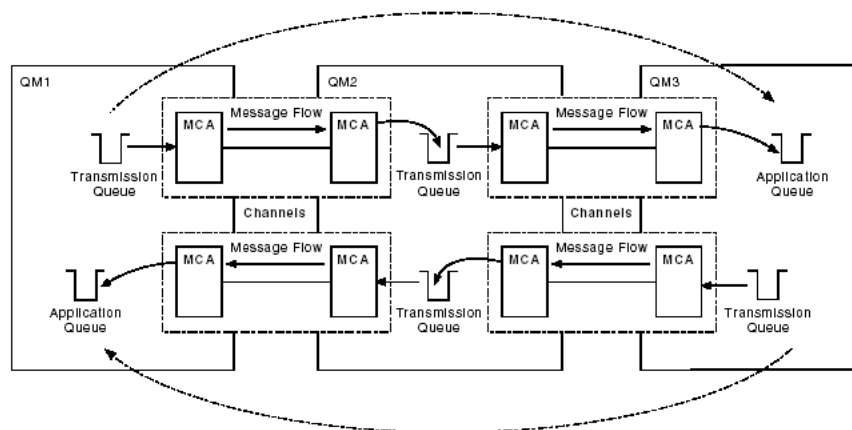 QM1
QM2
QM3
MCA
Message Flow
MCA
MCA
Message Flow
MCA
Transmission
Queue
Transmission
Queue
Application
Queue
Channels
Channels
MCA
Message Flow
MCA
MCA
Message Flow
MCA
Application
Queue
Transmission
Queue
Transmission
Queue